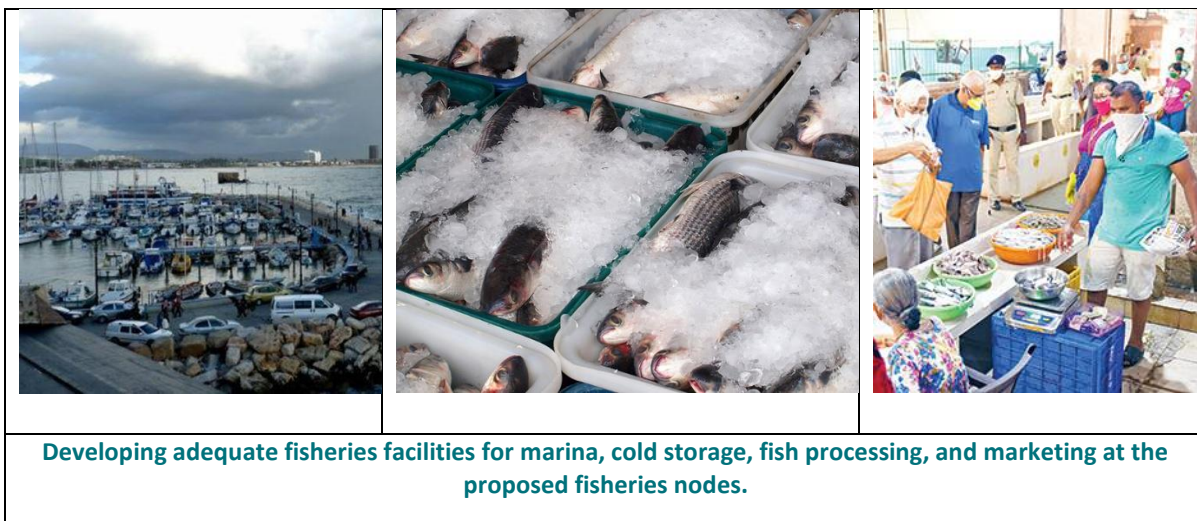 Developing adequate fisheries facilities for marina, cold storage, fish processing, and marketing at the
proposed fisheries nodes.